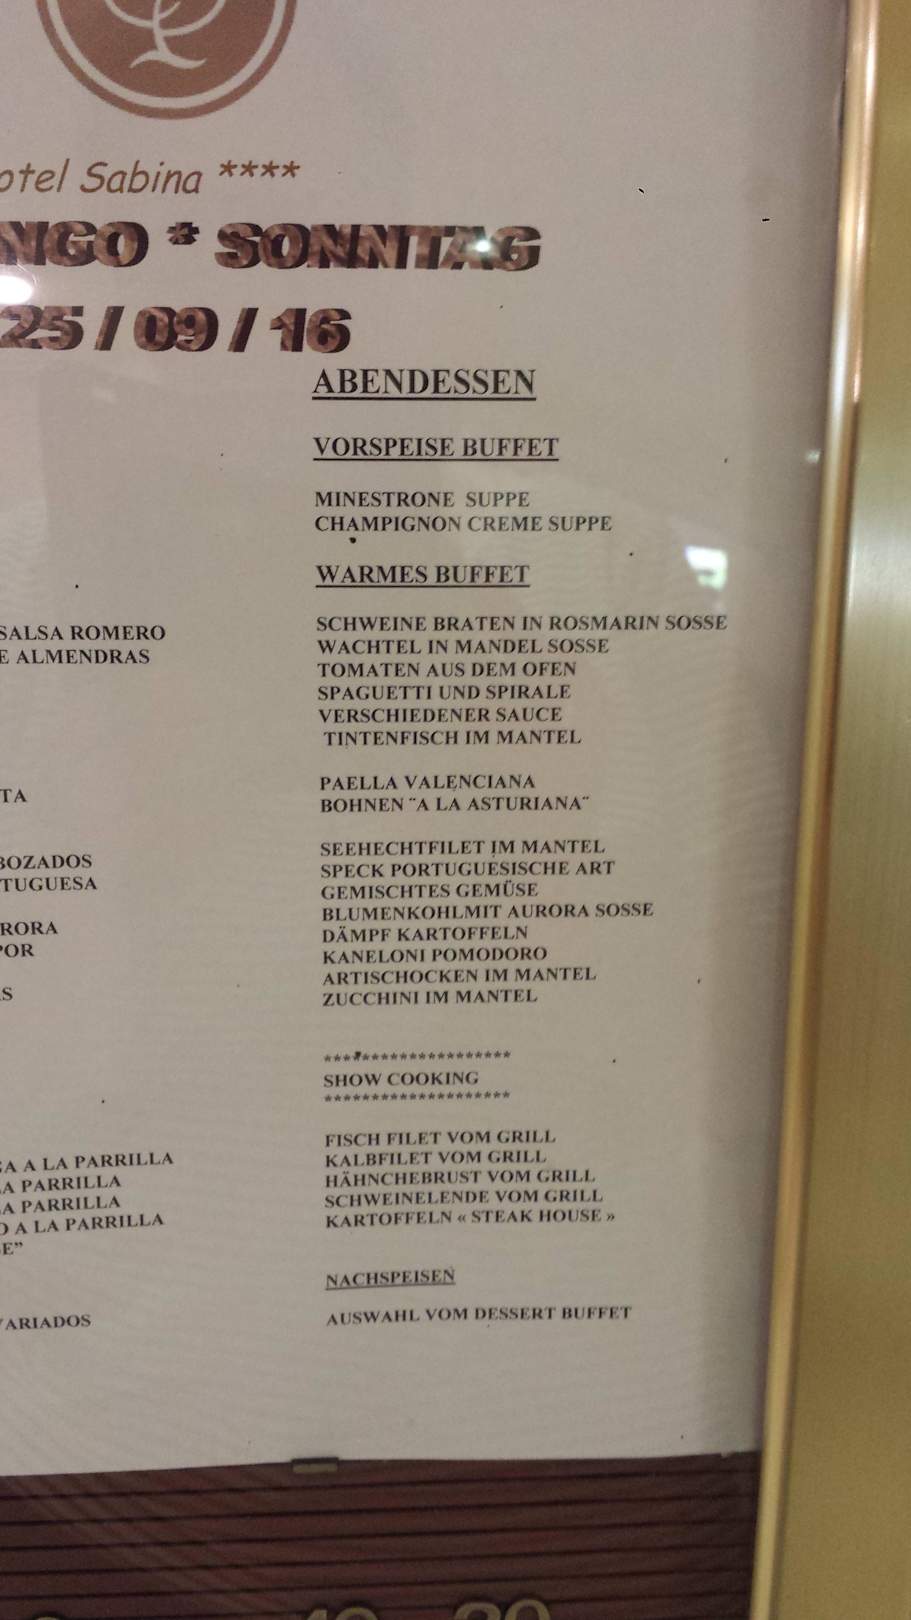 otel Sabina ****
NGO * SONNTAG
25 / 09 / 16
ABENDESSEN
VORSPEISE BUFFET
MINESTRONE SUPPE
CHAMPIGNON CREME SUPPE
WARMES BUFFET
SALSA ROMERO
E ALMENDRAS
SCHWEINE BRATEN IN ROSMARIN SOSSE
WACHTEL IN MANDEL SOSSE
TOMATEN AUS DEM OFEN
SPAGUETTI UND SPIRALE
VERSCHIEDENER SAUCE
TINTENFISCH IM MANTEL
TA
PAELLA VALENCIANA
BOHNEN ¨A LA ASTURIANA¨
BOZADOS
TUGUESA
RORA
POR
AS
SEEHECHTFILET IM MANTEL
SPECK PORTUGUESISCHE ART
GEMISCHTES GEMÜSE
BLUMENKOHLMIT AURORA SOSSE
DÄMPF KARTOFFELN
KANELONI POMODORO
ARTISCHOCKEN IM MANTEL
ZUCCHINI IM MANTEL
********************
SHOW COOKING
********************
GA A LA PARRILLA
LA PARRILLA
LA PARRILLA
O A LA PARRILLA
SE”
FISCH FILET VOM GRILL
KALBFILET VOM GRILL
HÄHNCHEBRUST VOM GRILL
SCHWEINELENDE VOM GRILL
KARTOFFELN « STEAK HOUSE »
NACHSPEISEN
VARIADOS
AUSWAHL VOM DESSERT BUFFET